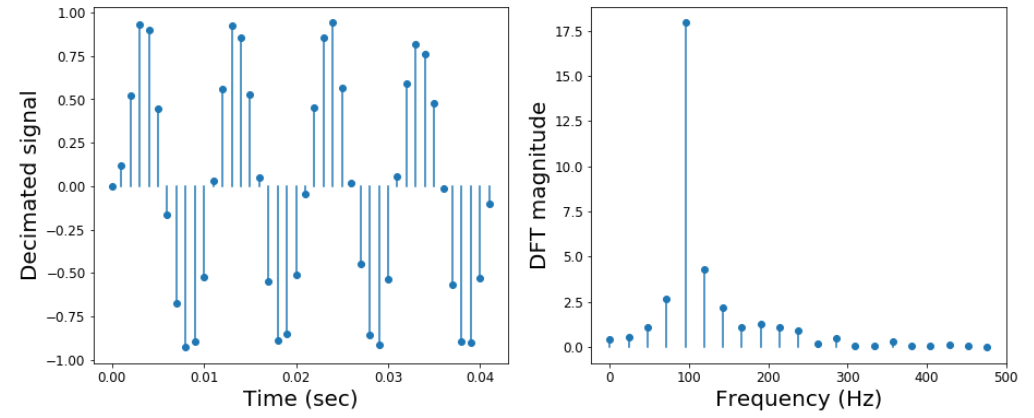 1.00
0.75
0.50
0.25
0.00
−0.25
−0.50
−0.75
−1.00
Decimated signal
0.00 0.01 0.02 0.03 0.04
Time (sec)
17.5
15.0
12.5
10.0
7.5
5.0
2.5
0.0
DFT magnitude
0 100 200 300 400 500
Frequency (Hz)